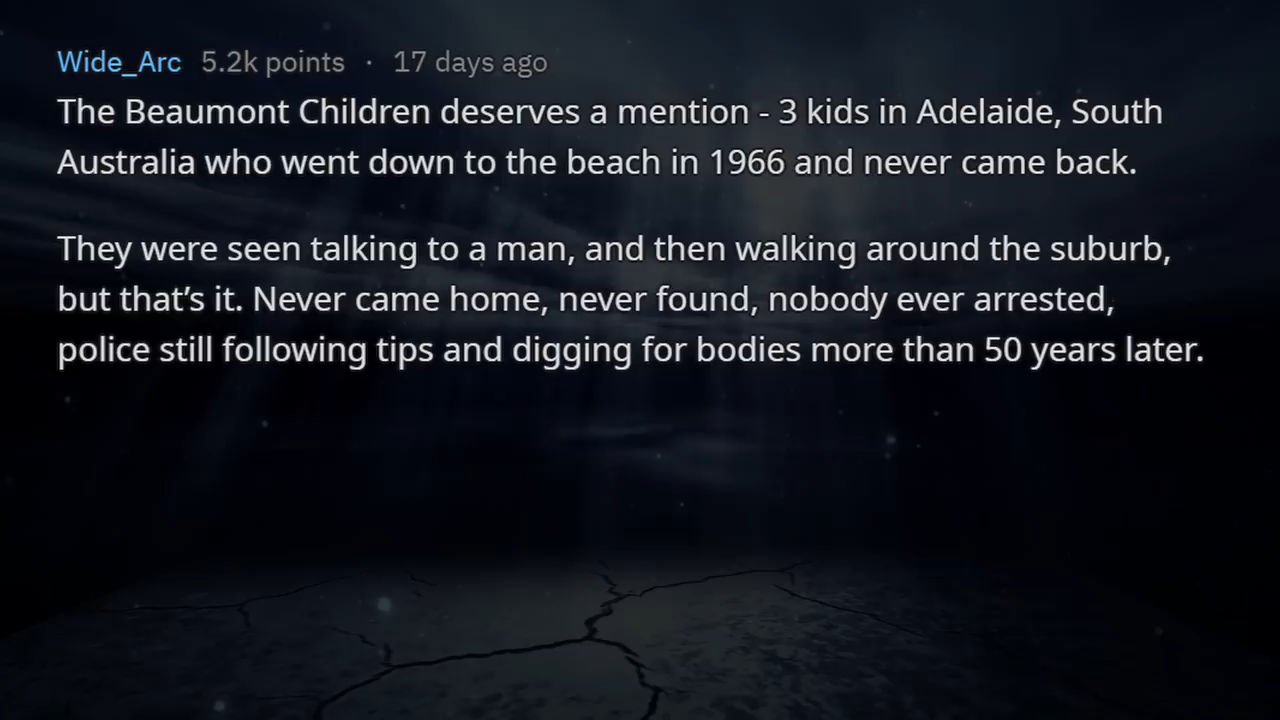 Wide_Arc 5.2k points · 17 days ago
The Beaumont Children deserves a mention - 3 kids in Adelaide, South
Australia who went down to the beach in 1966 and never came back.
They were seen talking to a man, and then walking around the suburb,
but that’s it. Never came home, never found, nobody ever arrested,
police still following tips and digging for bodies more than 50 years later.